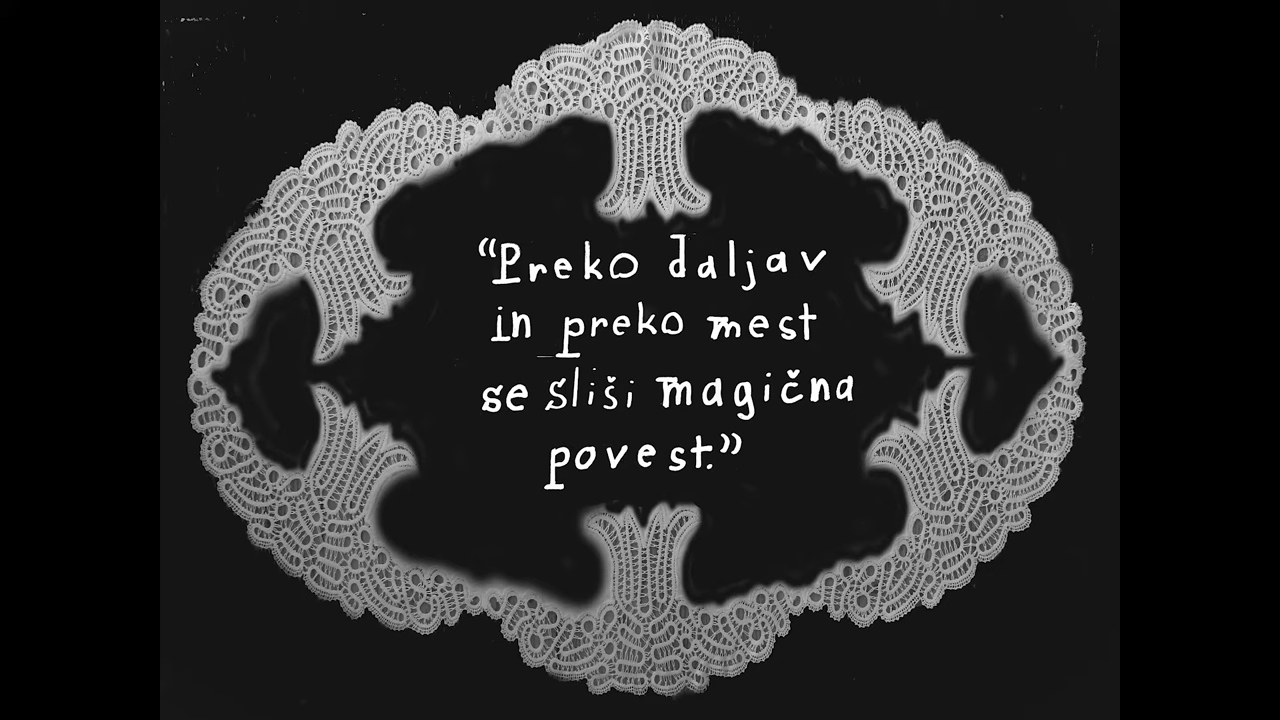 “Preko daljav
in preko mest
se sliši magična
povest.”